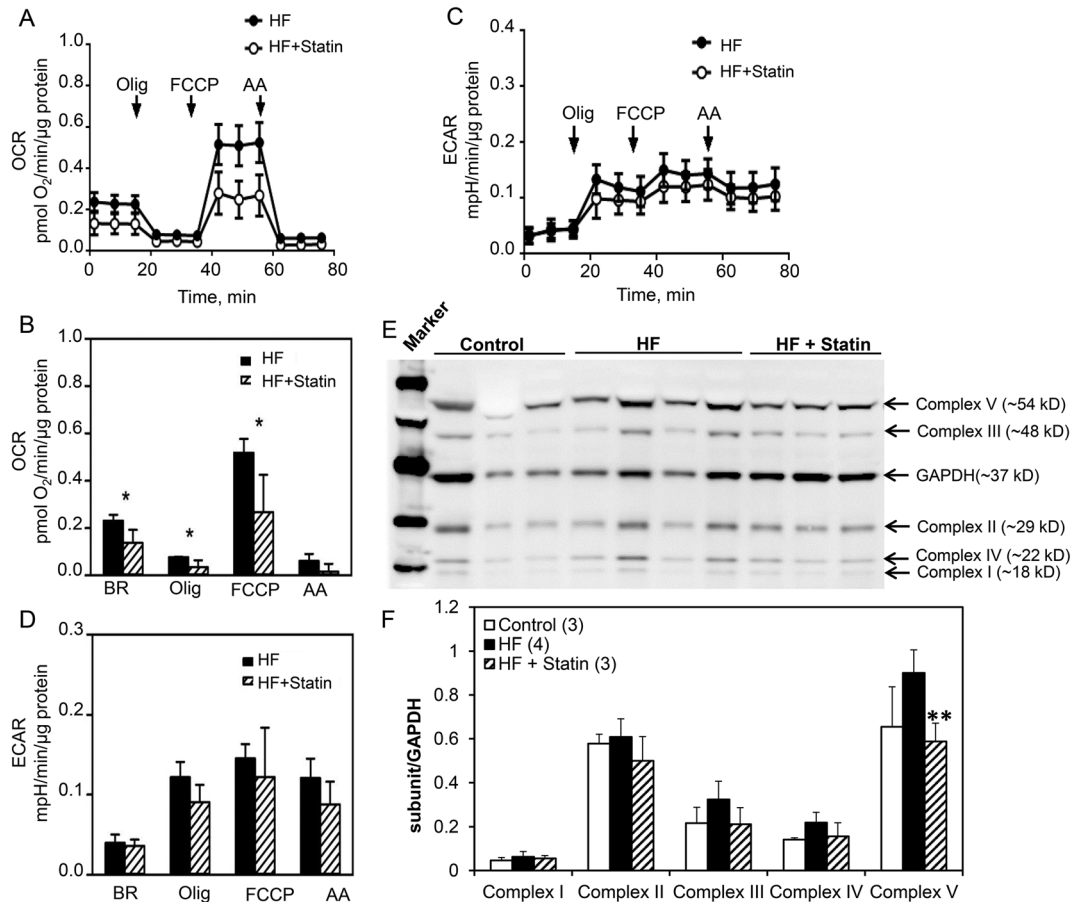 A
HF
HF+Statin
1.0
0.8
0.6
0.4
0.2
0.0
Olig
FCCP
AA
OCR
pmol O2/min/µg protein
0
20
40
60
80
Time, min
C
HF
HF+Statin
0.4
0.3
0.2
0.1
0.0
Olig
FCCP
AA
ECAR
mpH/min/µg protein
0
20
40
60
80
Time, min
B
HF
HF+Statin
1.0
0.8
0.6
0.4
0.2
0.0
*
*
*
OCR
pmol O2/min/µg protein
BR
Olig
FCCP
AA
E
Marker
Control
HF
HF + Statin
Complex V (~54 kD)
Complex III (~48 kD)
GAPDH(~37 kD)
Complex II (~29 kD)
Complex IV (~22 kD)
Complex I (~18 kD)
D
HF
HF+Statin
0.3
0.2
0.1
0.0
ECAR
mpH/min/µg protein
BR
Olig
FCCP
AA
F
Control (3)
HF (4)
HF + Statin (3)
1.2
1
0.8
0.6
0.4
0.2
0
**
subunit/GAPDH
Complex I
Complex II
Complex III
Complex IV
Complex V